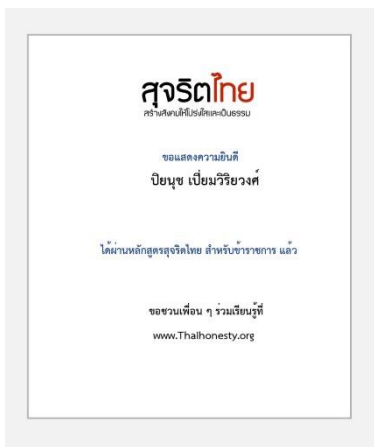 สุจริตไทย
สร้างสังคมให้โปร่งใสและเป็นธรรม
ขอแสดงความยินดี
ปิยนุช เปี่ยมวิริยวงศ์
ได้ผ่านหลักสูตรสุจริตไทย สำหรับข้าราชการ แล้ว
ขอชวนเพื่อน ๆ ร่วมเรียนรู้ที่
www.Thaihonesty.org